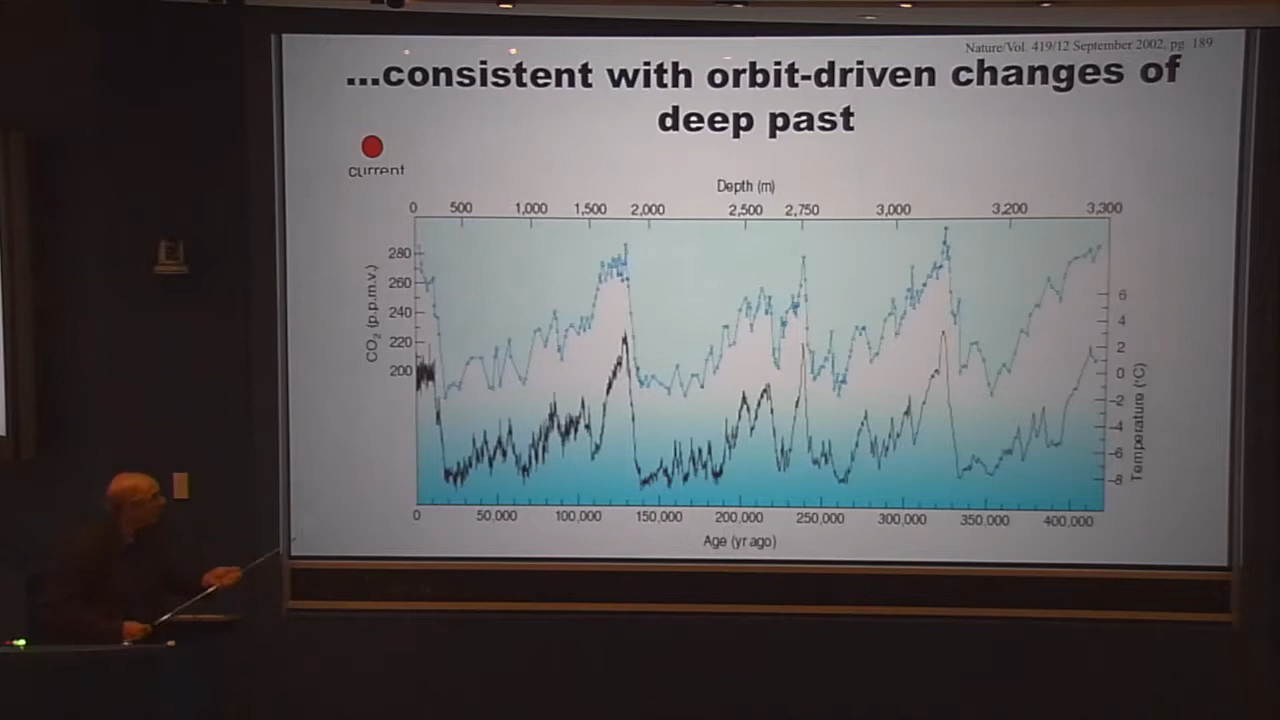 Nature/Vol. 419/12 September 2002, pg. 189
...consistent with orbit-driven changes of
deep past
current
Depth (m)
0 500 1,000 1,500 2,000 2,500 2,750 3,000 3,200 3,300
280
260
240
220
200
CO₂ (p.p.m.v.)
6
4
2
0
–2
–4
–6
–8
Temperature (°C)
0 50,000 100,000 150,000 200,000 250,000 300,000 350,000 400,000
Age (yr ago)